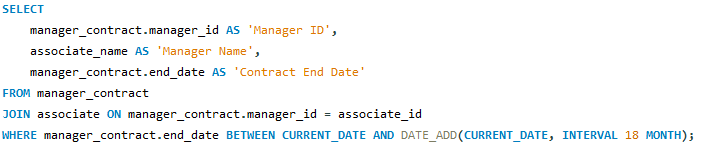 SELECT
    manager_contract.manager_id AS 'Manager ID',
    associate_name AS 'Manager Name',
    manager_contract.end_date AS 'Contract End Date'
FROM manager_contract
JOIN associate ON manager_contract.manager_id = associate_id
WHERE manager_contract.end_date BETWEEN CURRENT_DATE AND DATE_ADD(CURRENT_DATE, INTERVAL 18 MONTH);